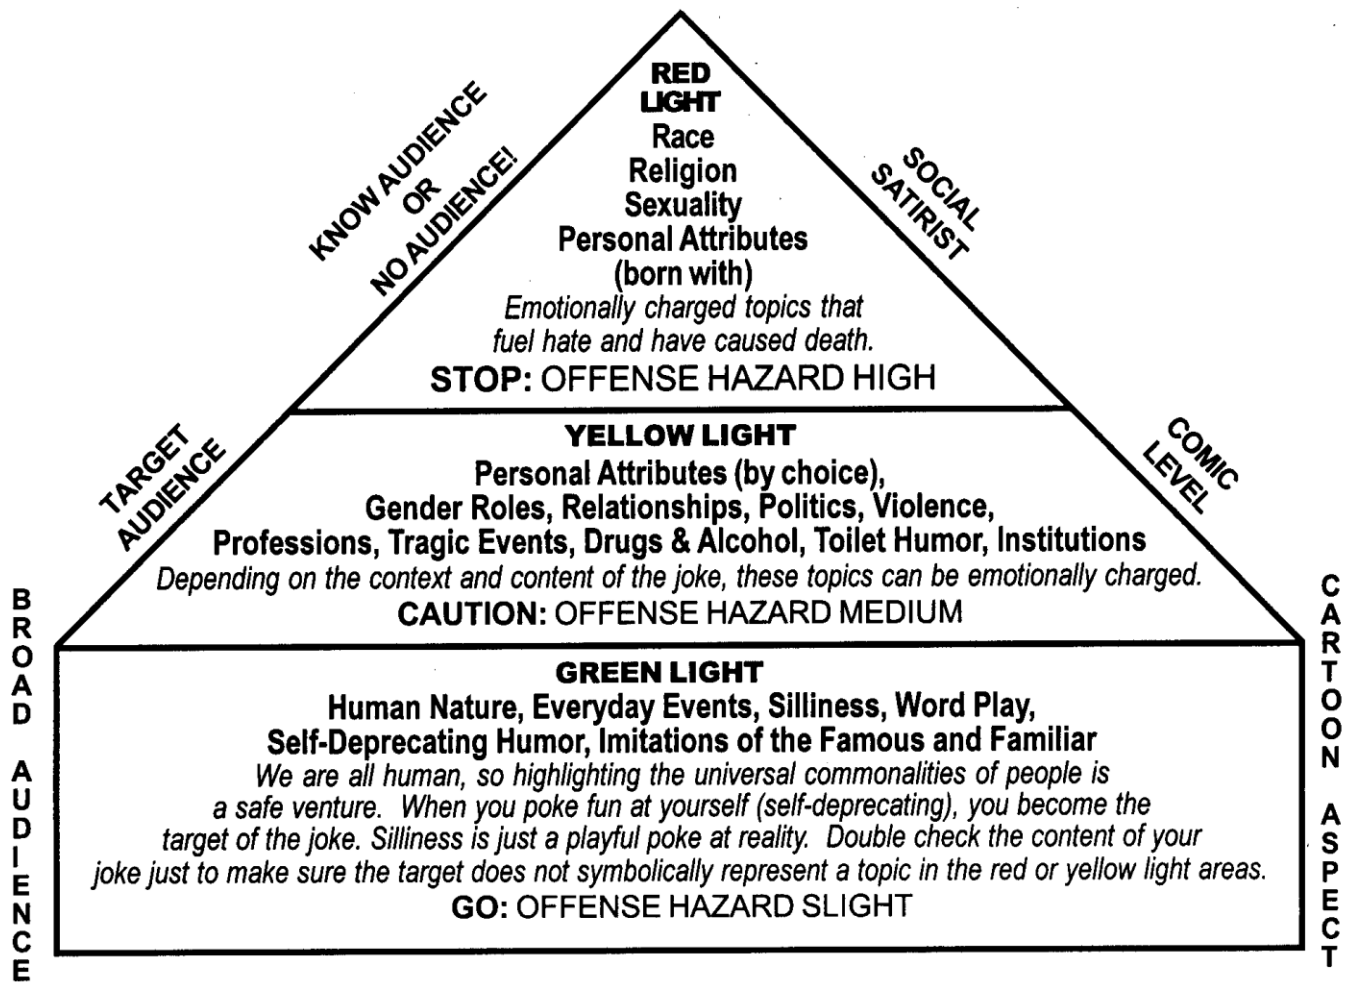 RED
LIGHT
Race
Religion
Sexuality
Personal Attributes
(born with)
Emotionally charged topics that
fuel hate and have caused death.
STOP: OFFENSE HAZARD HIGH
KNOW AUDIENCE
OR
NO AUDIENCE!
SOCIAL
SATIRIST
YELLOW LIGHT
Personal Attributes (by choice),
Gender Roles, Relationships, Politics, Violence,
Professions, Tragic Events, Drugs & Alcohol, Toilet Humor, Institutions
Depending on the context and content of the joke, these topics can be emotionally charged.
CAUTION: OFFENSE HAZARD MEDIUM
TARGET
AUDIENCE
COMIC
LEVEL
GREEN LIGHT
Human Nature, Everyday Events, Silliness, Word Play,
Self-Deprecating Humor, Imitations of the Famous and Familiar
We are all human, so highlighting the universal commonalities of people is
a safe venture. When you poke fun at yourself (self-deprecating), you become the
target of the joke. Silliness is just a playful poke at reality. Double check the content of your
joke just to make sure the target does not symbolically represent a topic in the red or yellow light areas.
GO: OFFENSE HAZARD SLIGHT
BROAD AUDIENCE
CARTOON ASPECT